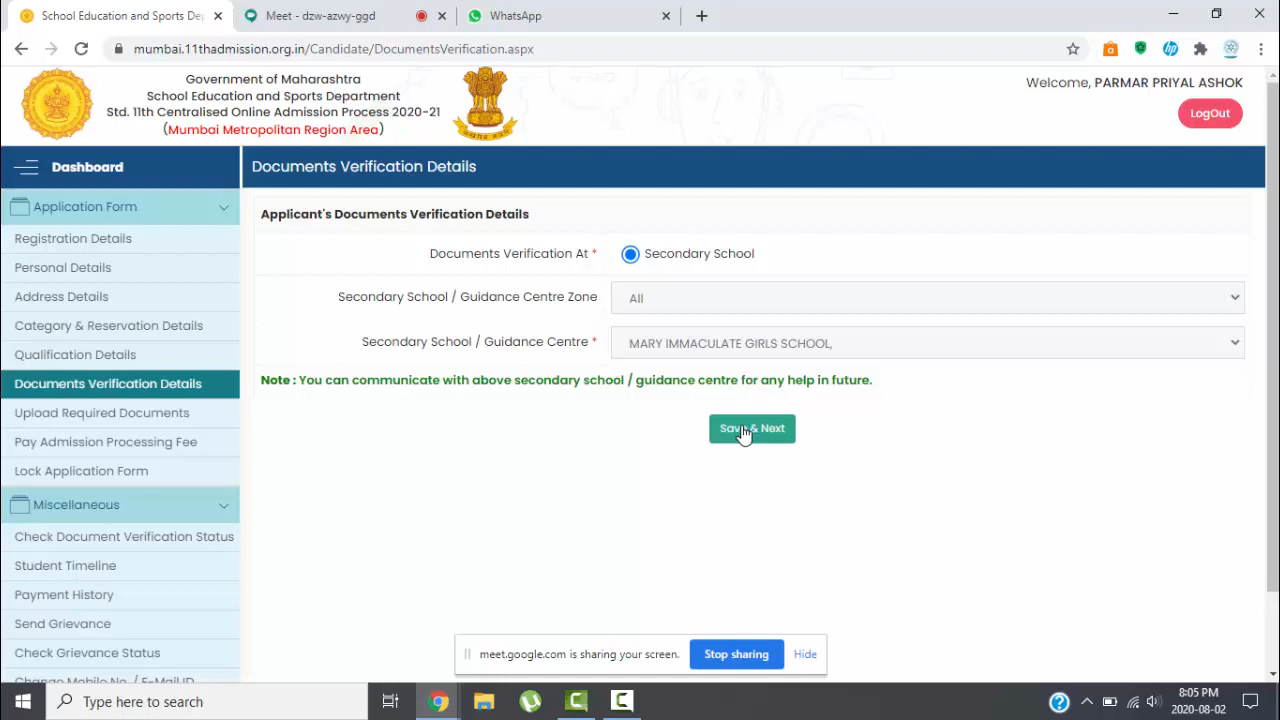 School Education and Sports De
Meet - dzw-azwy-ggd
WhatsApp
mumbai.11thadmission.org.in/Candidate/DocumentsVerification.aspx
Government of Maharashtra
School Education and Sports Department
Std. 11th Centralised Online Admission Process 2020-21
(Mumbai Metropolitan Region Area)
Welcome, PARMAR PRIYAL ASHOK
LogOut
Dashboard
Documents Verification Details
Application Form
Registration Details
Personal Details
Address Details
Category & Reservation Details
Qualification Details
Documents Verification Details
Upload Required Documents
Pay Admission Processing Fee
Lock Application Form
Miscellaneous
Check Document Verification Status
Student Timeline
Payment History
Send Grievance
Check Grievance Status
Change Mobile No. / E-Mail ID
Applicant's Documents Verification Details
Documents Verification At * Secondary School
Secondary School / Guidance Centre Zone All
Secondary School / Guidance Centre * MARY IMMACULATE GIRLS SCHOOL,
Note : You can communicate with above secondary school / guidance centre for any help in future.
Save & Next
meet.google.com is sharing your screen. Stop sharing Hide
Type here to search
8:05 PM
2020-08-02